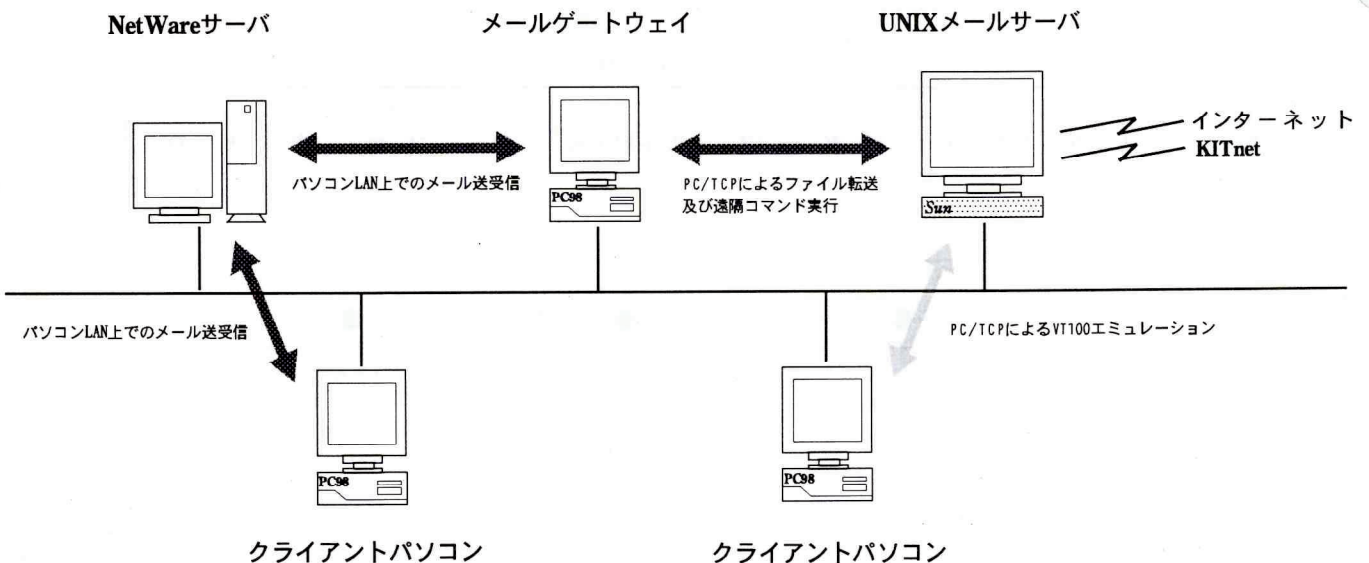 NetWareサーバ
メールゲートウェイ
UNIXメールサーバ
インターネット
KITnet
パソコンLAN上でのメール送受信
PC/TCPによるファイル転送
及び遠隔コマンド実行
PC98
Sun
パソコンLAN上でのメール送受信
PC/TCPによるVT100エミュレーション
PC98
PC98
クライアントパソコン
クライアントパソコン